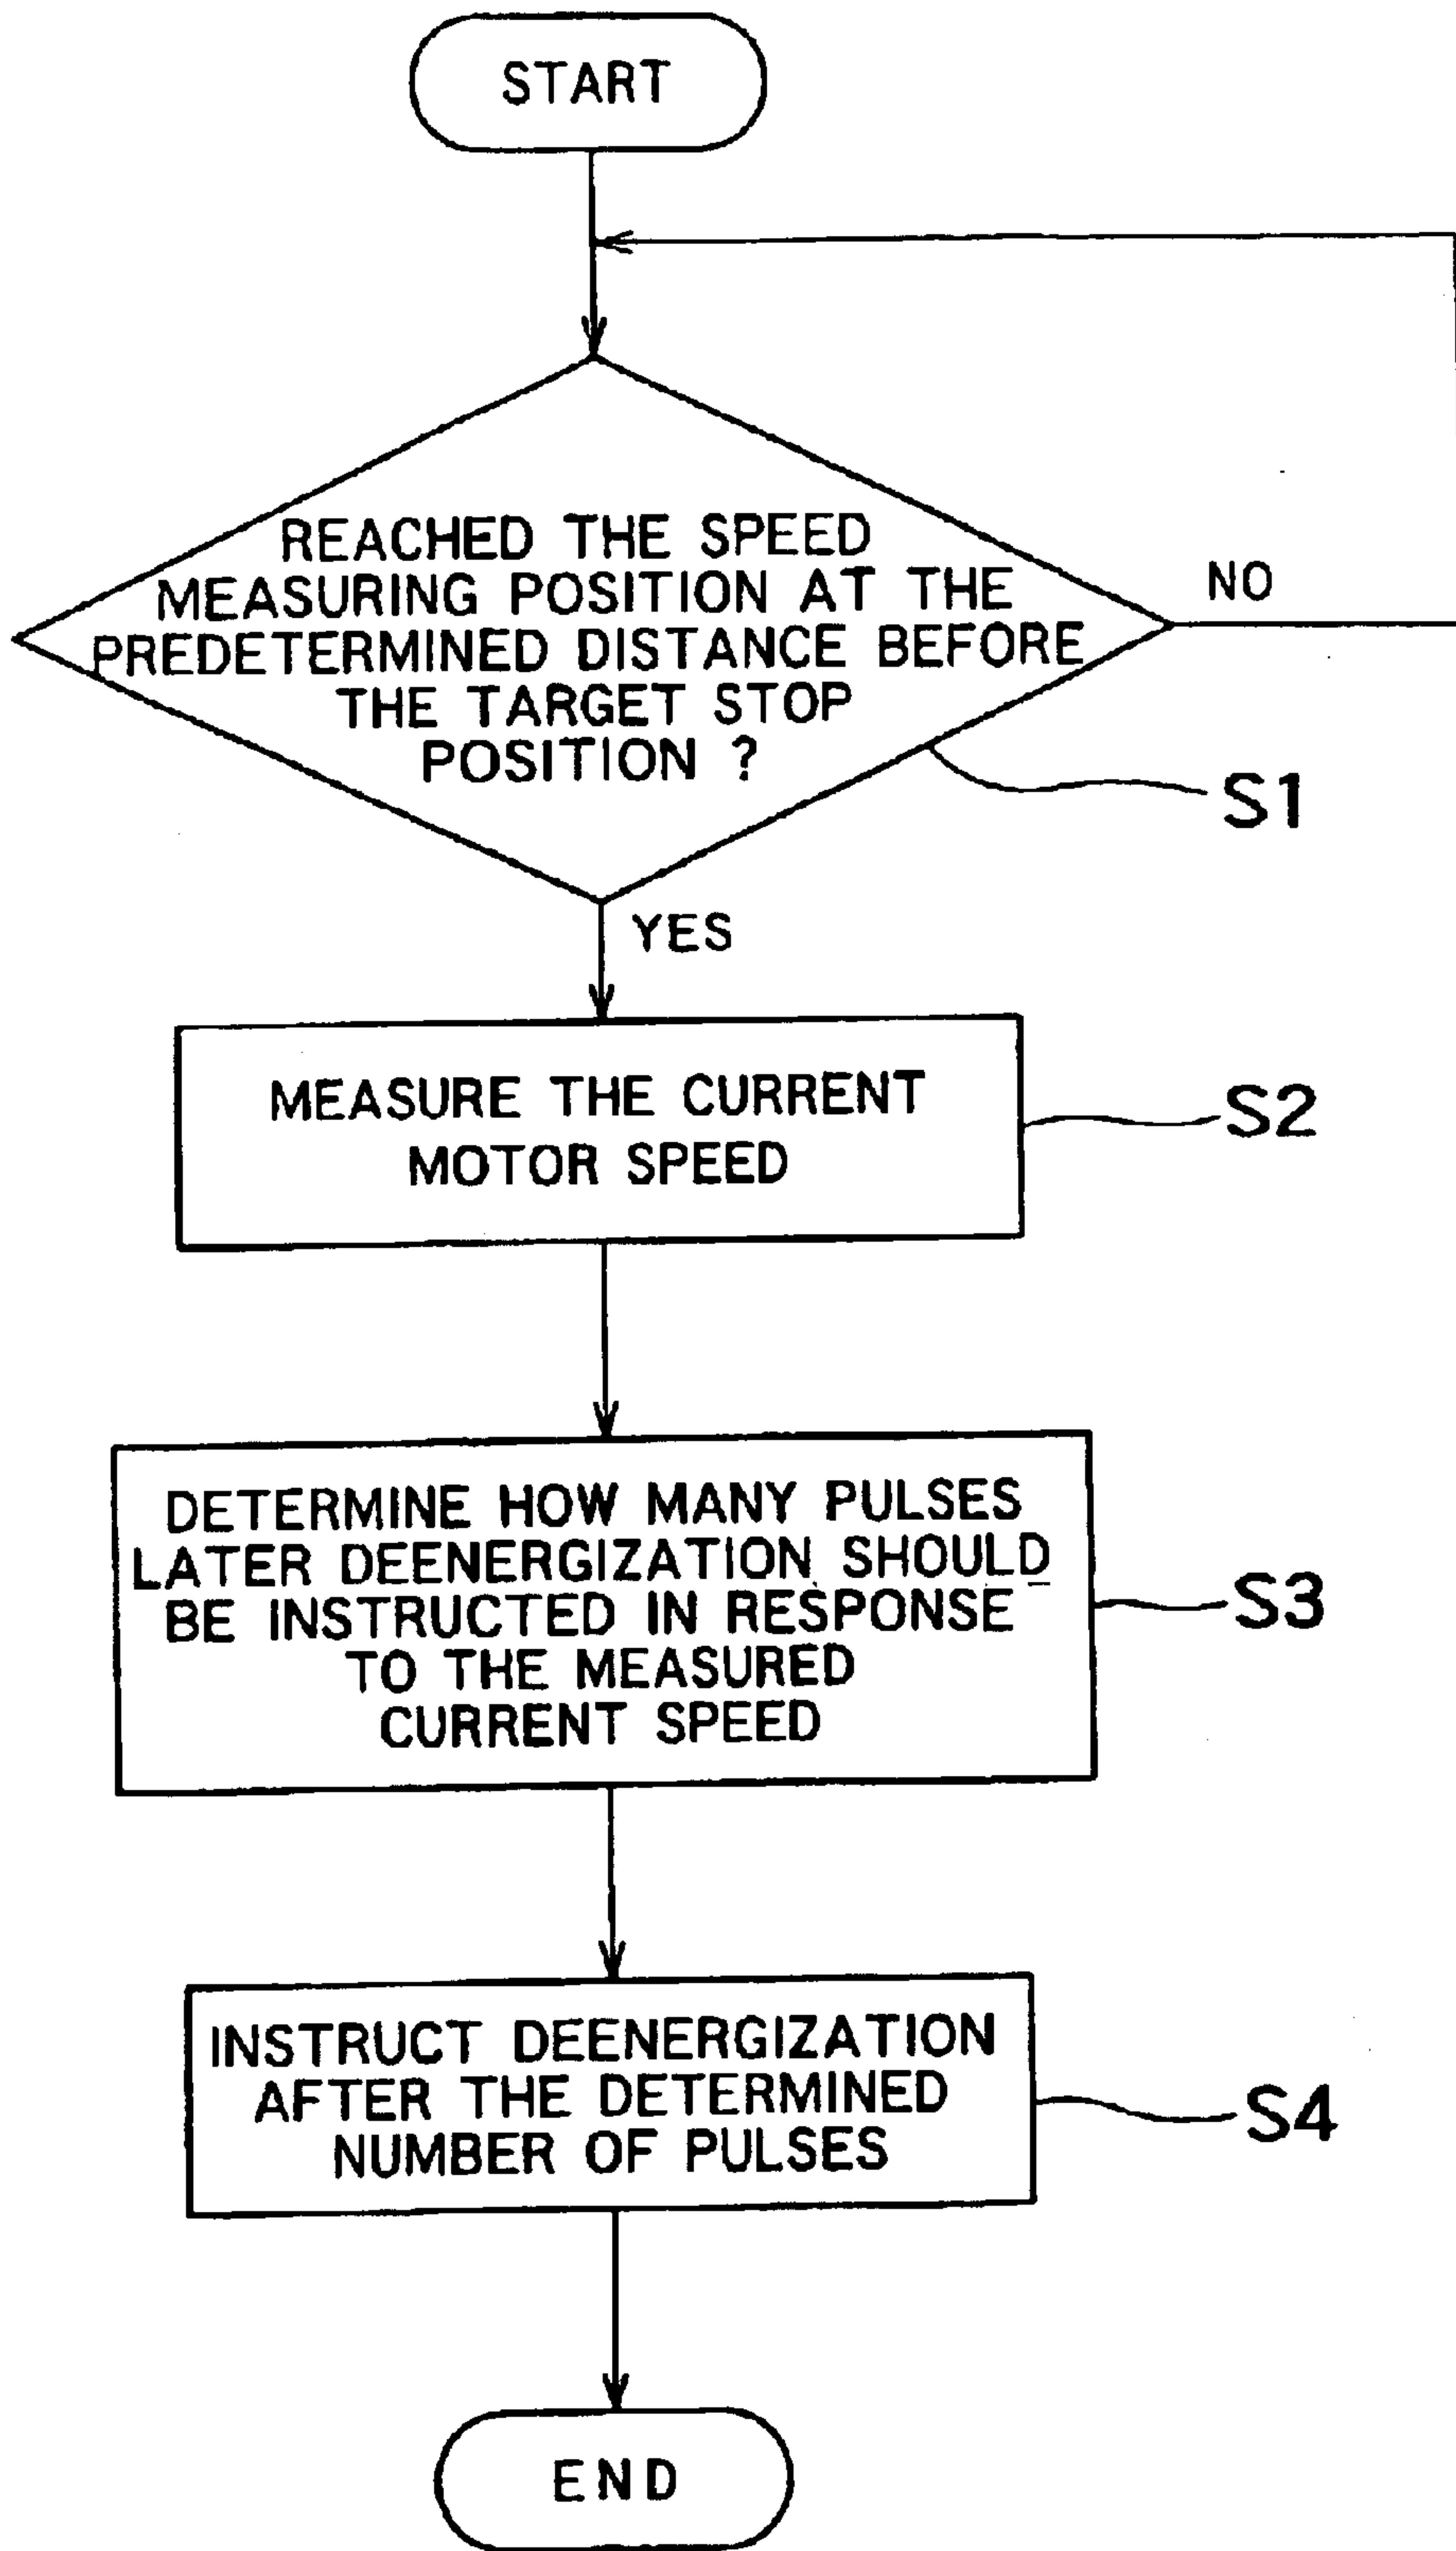 START
REACHED THE SPEED
MEASURING POSITION AT THE
PREDETERMINED DISTANCE BEFORE
THE TARGET STOP
POSITION ?
NO
S1
YES
MEASURE THE CURRENT
MOTOR SPEED
S2
DETERMINE HOW MANY PULSES
LATER DEENERGIZATION SHOULD
BE INSTRUCTED IN RESPONSE
TO THE MEASURED
CURRENT SPEED
S3
INSTRUCT DEENERGIZATION
AFTER THE DETERMINED
NUMBER OF PULSES
S4
END